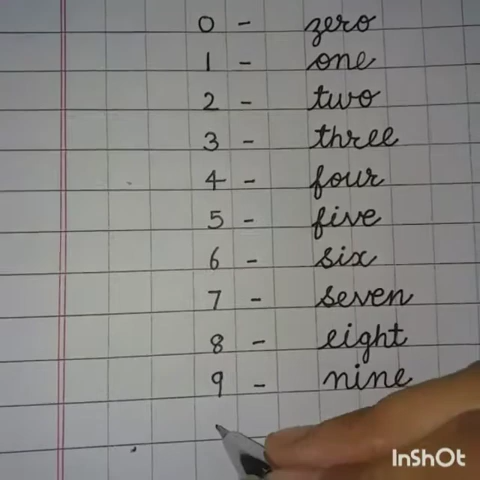 0 - zero
1 - one
2 - two
3 - three
4 - four
5 - five
6 - six
7 - seven
8 - eight
9 - nine
InShOt